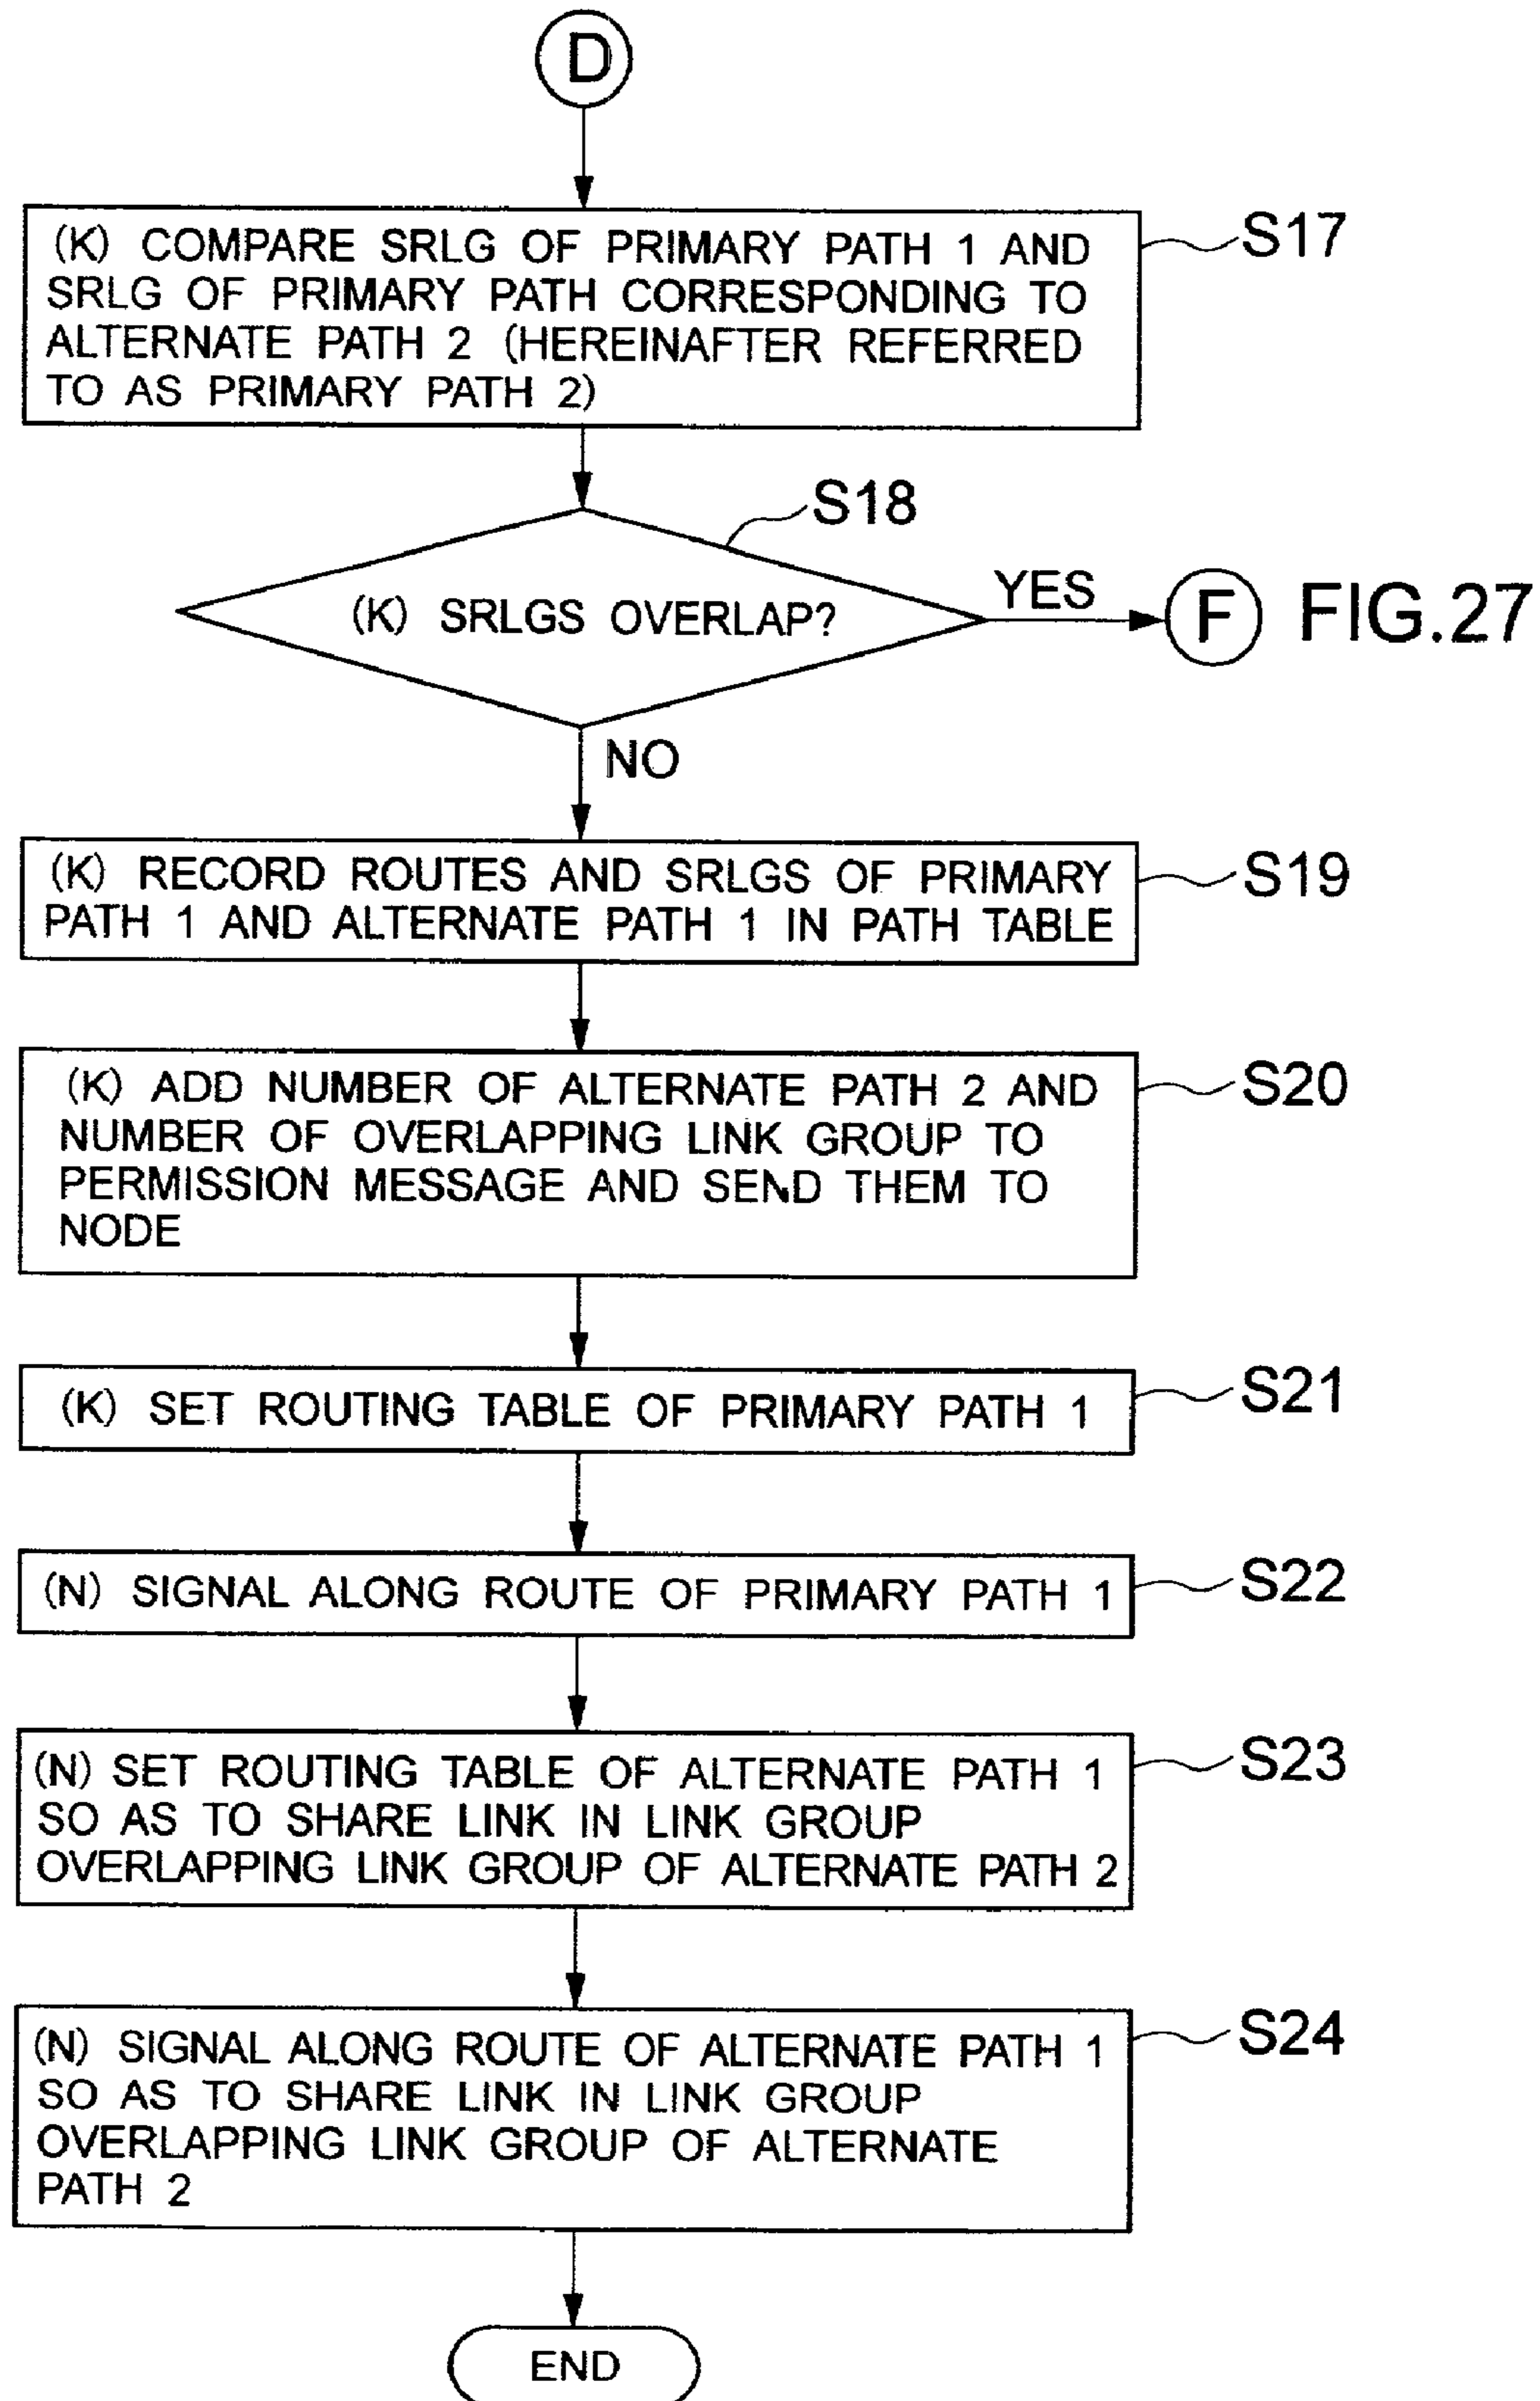 D
(K) COMPARE SRLG OF PRIMARY PATH 1 AND
SRLG OF PRIMARY PATH CORRESPONDING TO
ALTERNATE PATH 2 (HEREINAFTER REFERRED
TO AS PRIMARY PATH 2)
S17
S18
(K) SRLGS OVERLAP?
YES
F
FIG.27
NO
(K) RECORD ROUTES AND SRLGS OF PRIMARY
PATH 1 AND ALTERNATE PATH 1 IN PATH TABLE
S19
(K) ADD NUMBER OF ALTERNATE PATH 2 AND
NUMBER OF OVERLAPPING LINK GROUP TO
PERMISSION MESSAGE AND SEND THEM TO
NODE
S20
(K) SET ROUTING TABLE OF PRIMARY PATH 1
S21
(N) SIGNAL ALONG ROUTE OF PRIMARY PATH 1
S22
(N) SET ROUTING TABLE OF ALTERNATE PATH 1
SO AS TO SHARE LINK IN LINK GROUP
OVERLAPPING LINK GROUP OF ALTERNATE PATH 2
S23
(N) SIGNAL ALONG ROUTE OF ALTERNATE PATH 1
SO AS TO SHARE LINK IN LINK GROUP
OVERLAPPING LINK GROUP OF ALTERNATE
PATH 2
S24
END